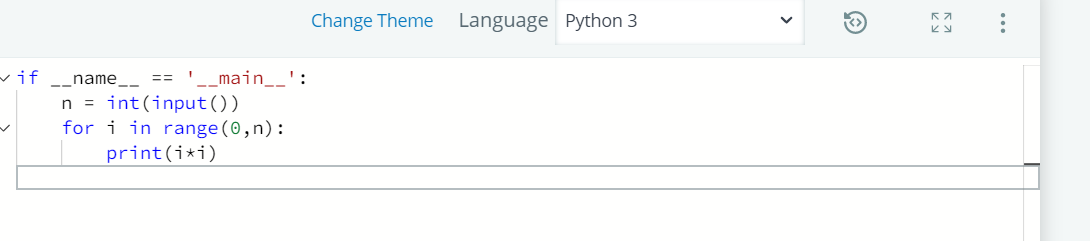 Change Theme Language Python 3
if __name__ == '__main__':
    n = int(input())
    for i in range(0,n):
        print(i*i)